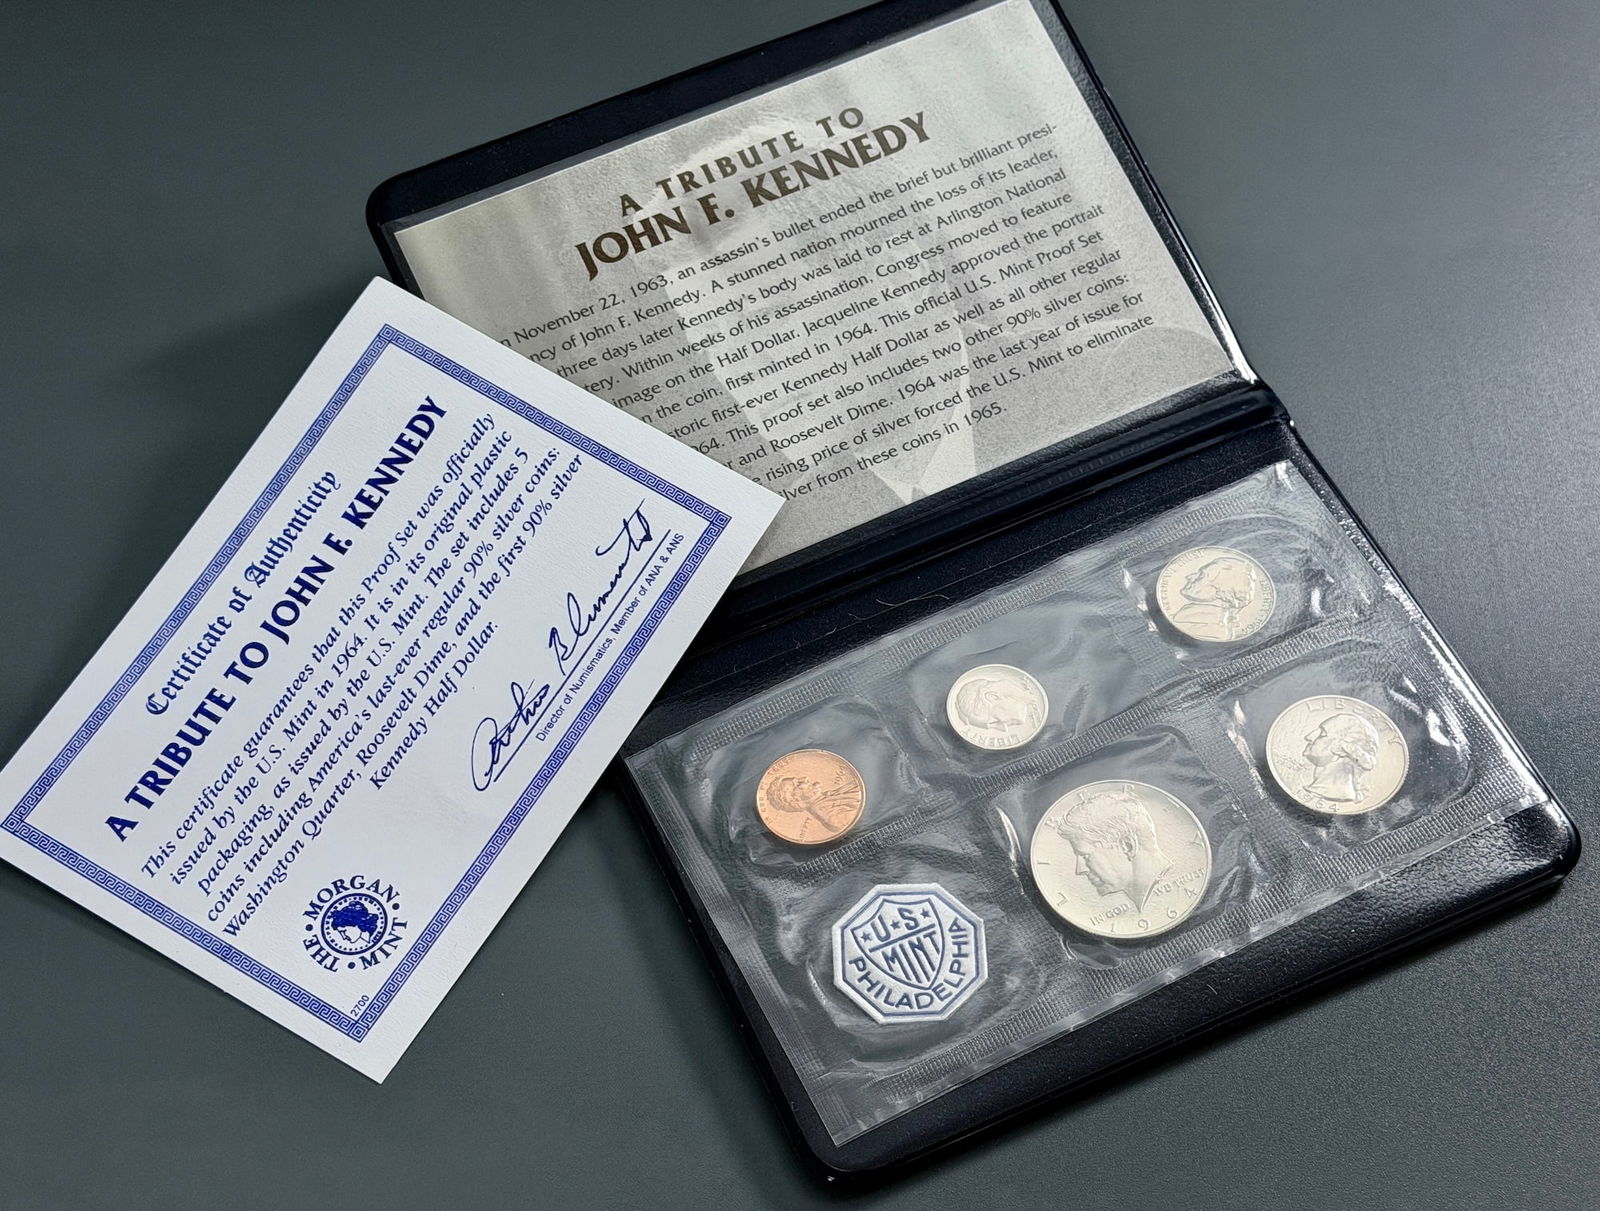 A TRIBUTE TO
JOHN F. KENNEDY
November 22, 1963, an assassin's bullet ended the brief but brilliant presi-
of John F. Kennedy. A stunned nation mourned the loss of its leader,
three days later Kennedy's body was laid to rest at Arlington National
Within weeks of his assassination, Congress moved to feature
image on the Half Dollar. Jacqueline Kennedy approved the portrait
the coin, first minted in 1964. This official U.S. Mint Proof Set
first-ever Kennedy Half Dollar as well as all other regular
This proof set also includes two other 90% silver coins:
and Roosevelt Dime. 1964 was the last year of issue for
rising price of silver forced the U.S. Mint to eliminate
from these coins in 1965.
Certificate of Authenticity
A TRIBUTE TO JOHN F. KENNEDY
This certificate guarantees that this Proof Set was officially
issued by the U.S. Mint in 1964. It is in its original plastic
packaging, as issued by the U.S. Mint. The set includes 5
coins including America's last-ever regular 90% silver coins:
Washington Quarter, Roosevelt Dime, and the first 90% silver
Kennedy Half Dollar.
Director of Numismatics, Member of ANA & ANS
THE • MORGAN • MINT •
2700
LIBERTY
LIBERTY
1964
LIBERTY
IN GOD WE TRUST
1964
U★S
MINT
PHILADELPHIA